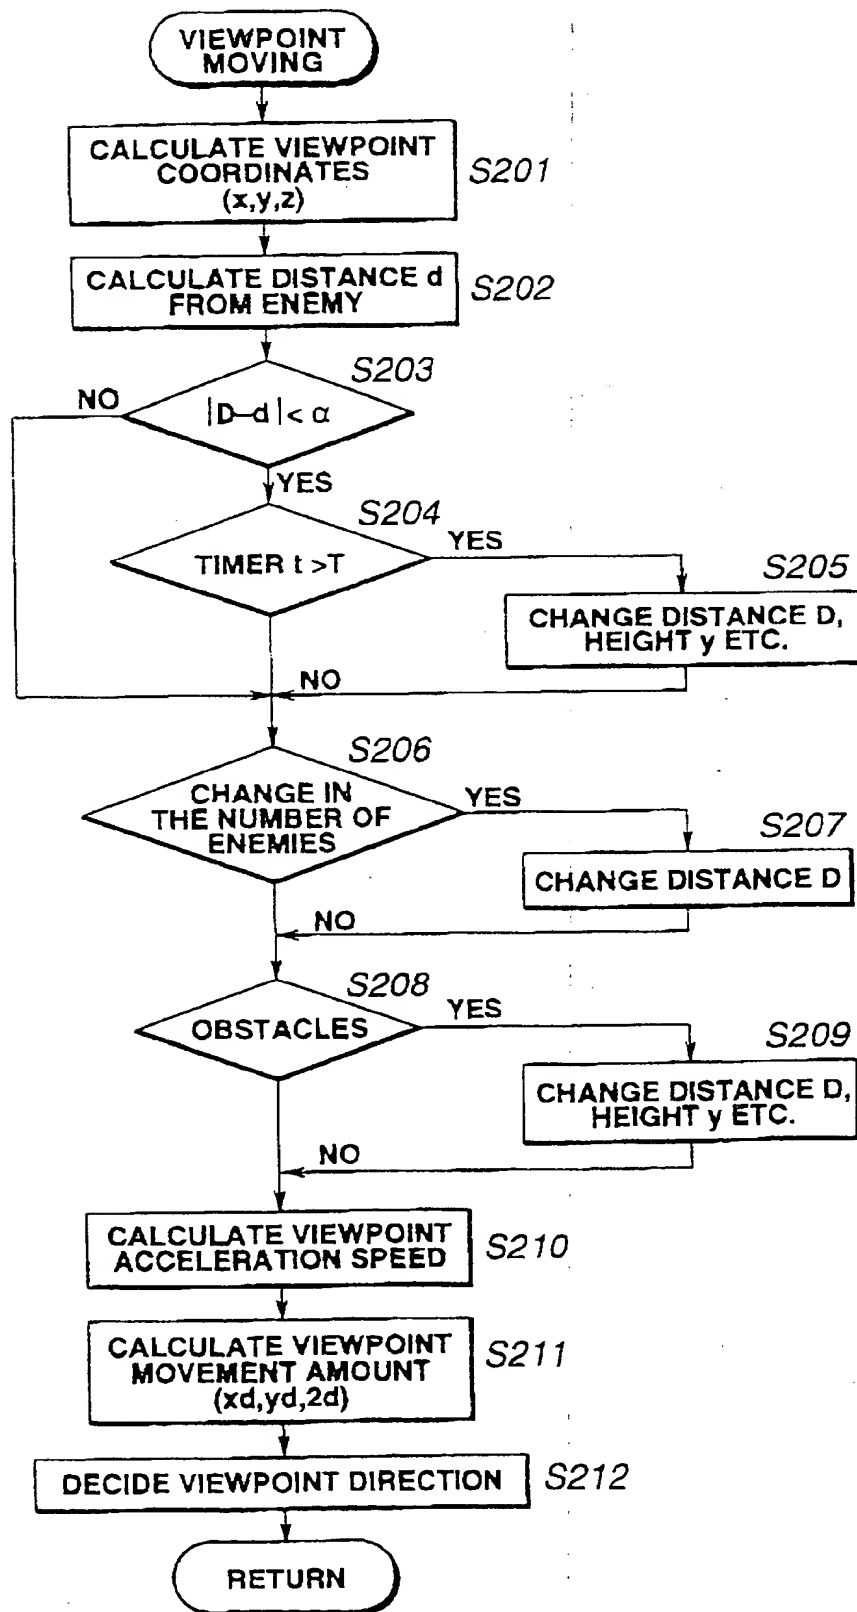 VIEWPOINT
MOVING
CALCULATE VIEWPOINT
COORDINATES
(x,y,z)
S201
CALCULATE DISTANCE d
FROM ENEMY
S202
S203
NO
|D-d|< α
YES
S204
YES
TIMER t >T
S205
CHANGE DISTANCE D,
HEIGHT y ETC.
NO
S206
CHANGE IN
THE NUMBER OF
ENEMIES
YES
S207
CHANGE DISTANCE D
NO
S208
YES
OBSTACLES
S209
CHANGE DISTANCE D,
HEIGHT y ETC.
NO
CALCULATE VIEWPOINT
ACCELERATION SPEED
S210
CALCULATE VIEWPOINT
MOVEMENT AMOUNT
(xd,yd,2d)
S211
DECIDE VIEWPOINT DIRECTION
S212
RETURN